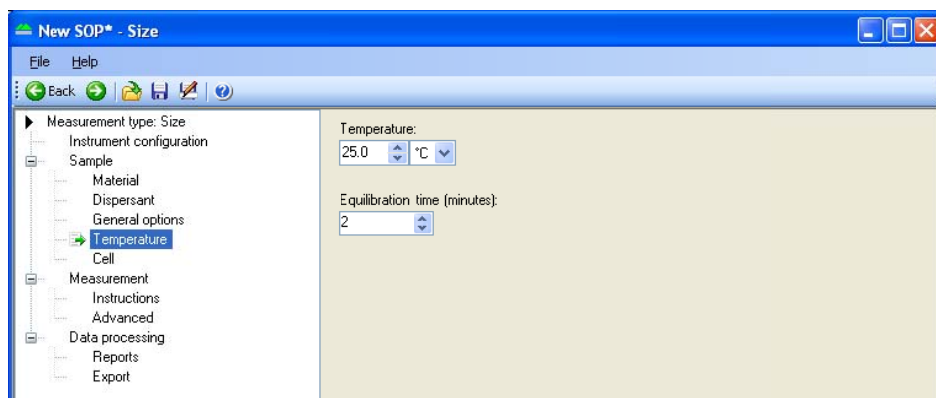 New SOP* - Size
File Help
Back
Measurement type: Size
Instrument configuration
Sample
Material
Dispersant
General options
Temperature
Cell
Measurement
Instructions
Advanced
Data processing
Reports
Export
Temperature:
25.0 °C
Equilibration time (minutes):
2